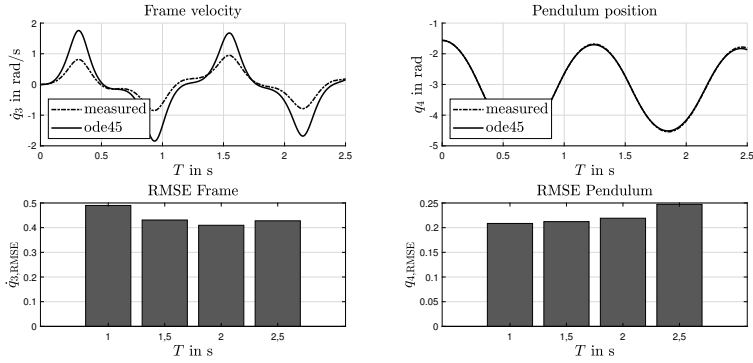 Frame velocity
2
1
0
-1
-2
q̇₃ in rad/s
measured
ode45
0 0.5 1 1.5 2 2.5
T in s
Pendulum position
-1
-2
-3
-4
-5
q₄ in rad
measured
ode45
0 0.5 1 1.5 2 2.5
T in s
RMSE Frame
0.5
0.4
0.3
0.2
0.1
0
q̇₃,RMSE
1 1,5 2 2,5
T in s
RMSE Pendulum
0.25
0.2
0.15
0.1
0.05
0
q₄,RMSE
1 1,5 2 2,5
T in s